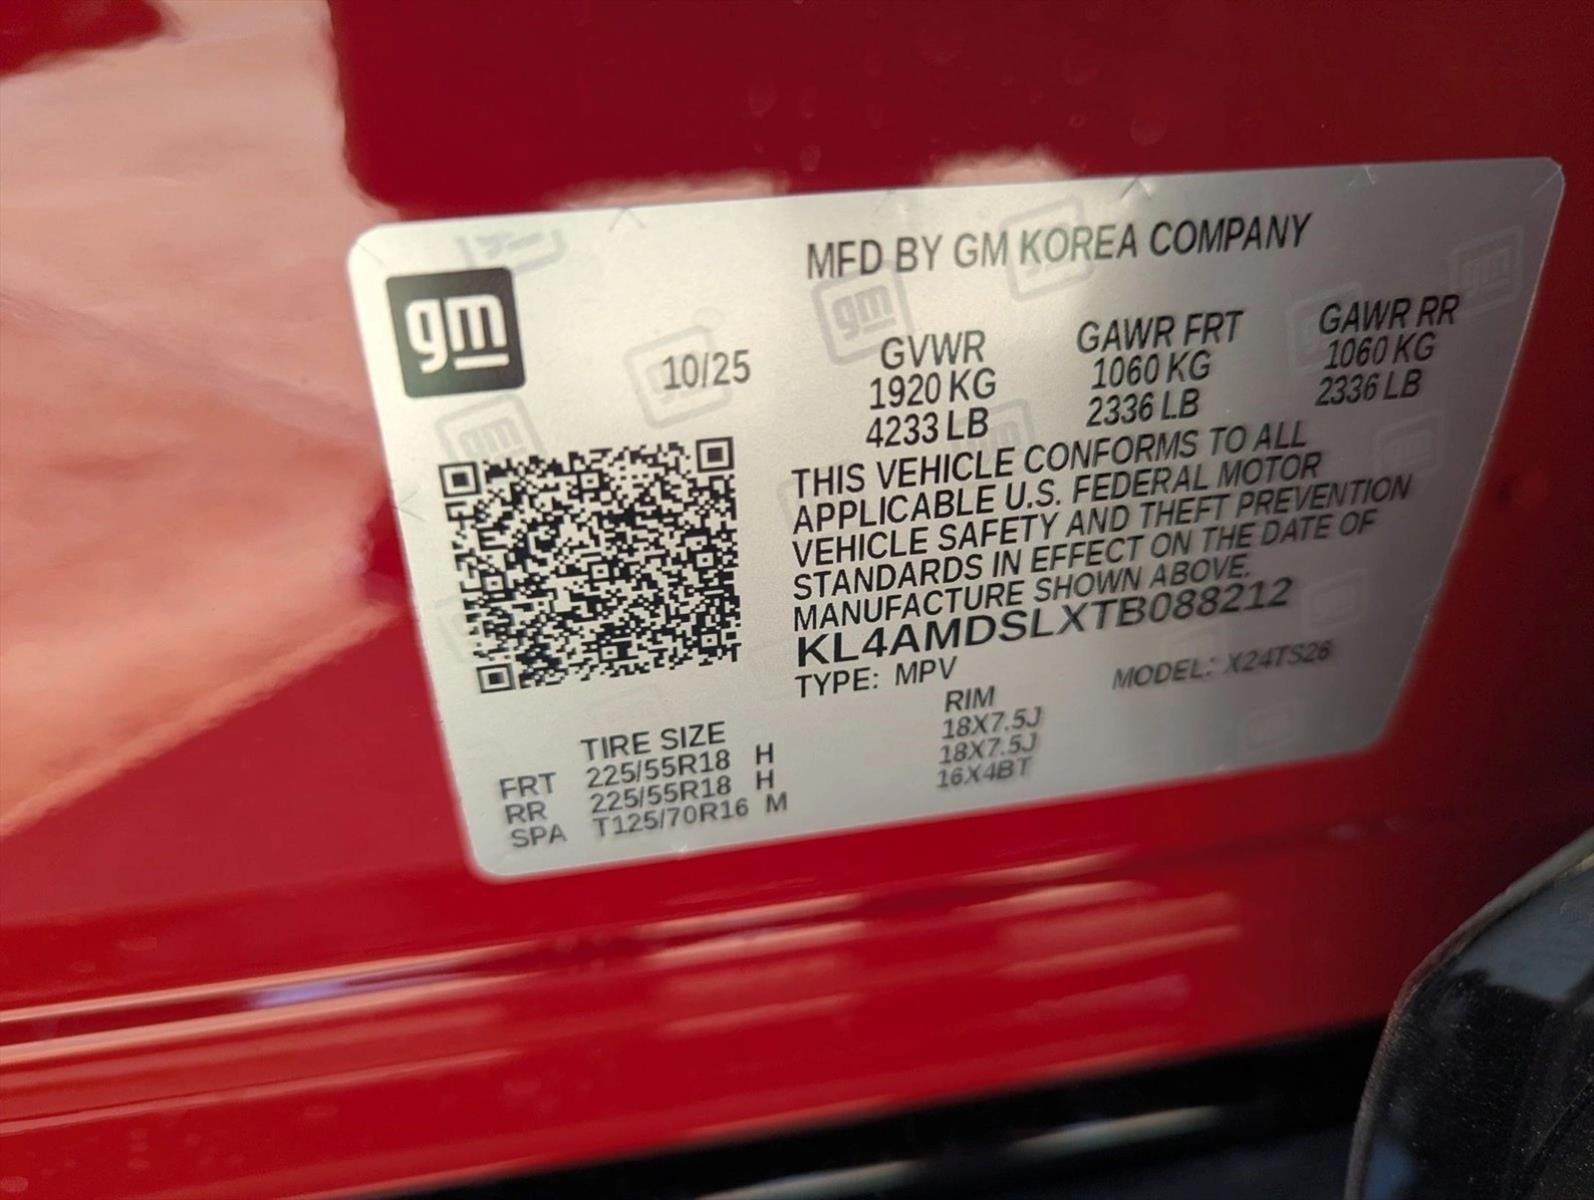 MFD BY GM KOREA COMPANY
gm
10/25
GVWR GAWR FRT GAWR RR
1920 KG 1060 KG 1060 KG
4233 LB 2336 LB 2336 LB
THIS VEHICLE CONFORMS TO ALL
APPLICABLE U.S. FEDERAL MOTOR
VEHICLE SAFETY AND THEFT PREVENTION
STANDARDS IN EFFECT ON THE DATE OF
MANUFACTURE SHOWN ABOVE.
KL4AMDSLXTB088212
TYPE: MPV MODEL: X24TS26
TIRE SIZE RIM
FRT 225/55R18 H 18X7.5J
RR 225/55R18 H 18X7.5J
SPA T125/70R16 M 16X4BT